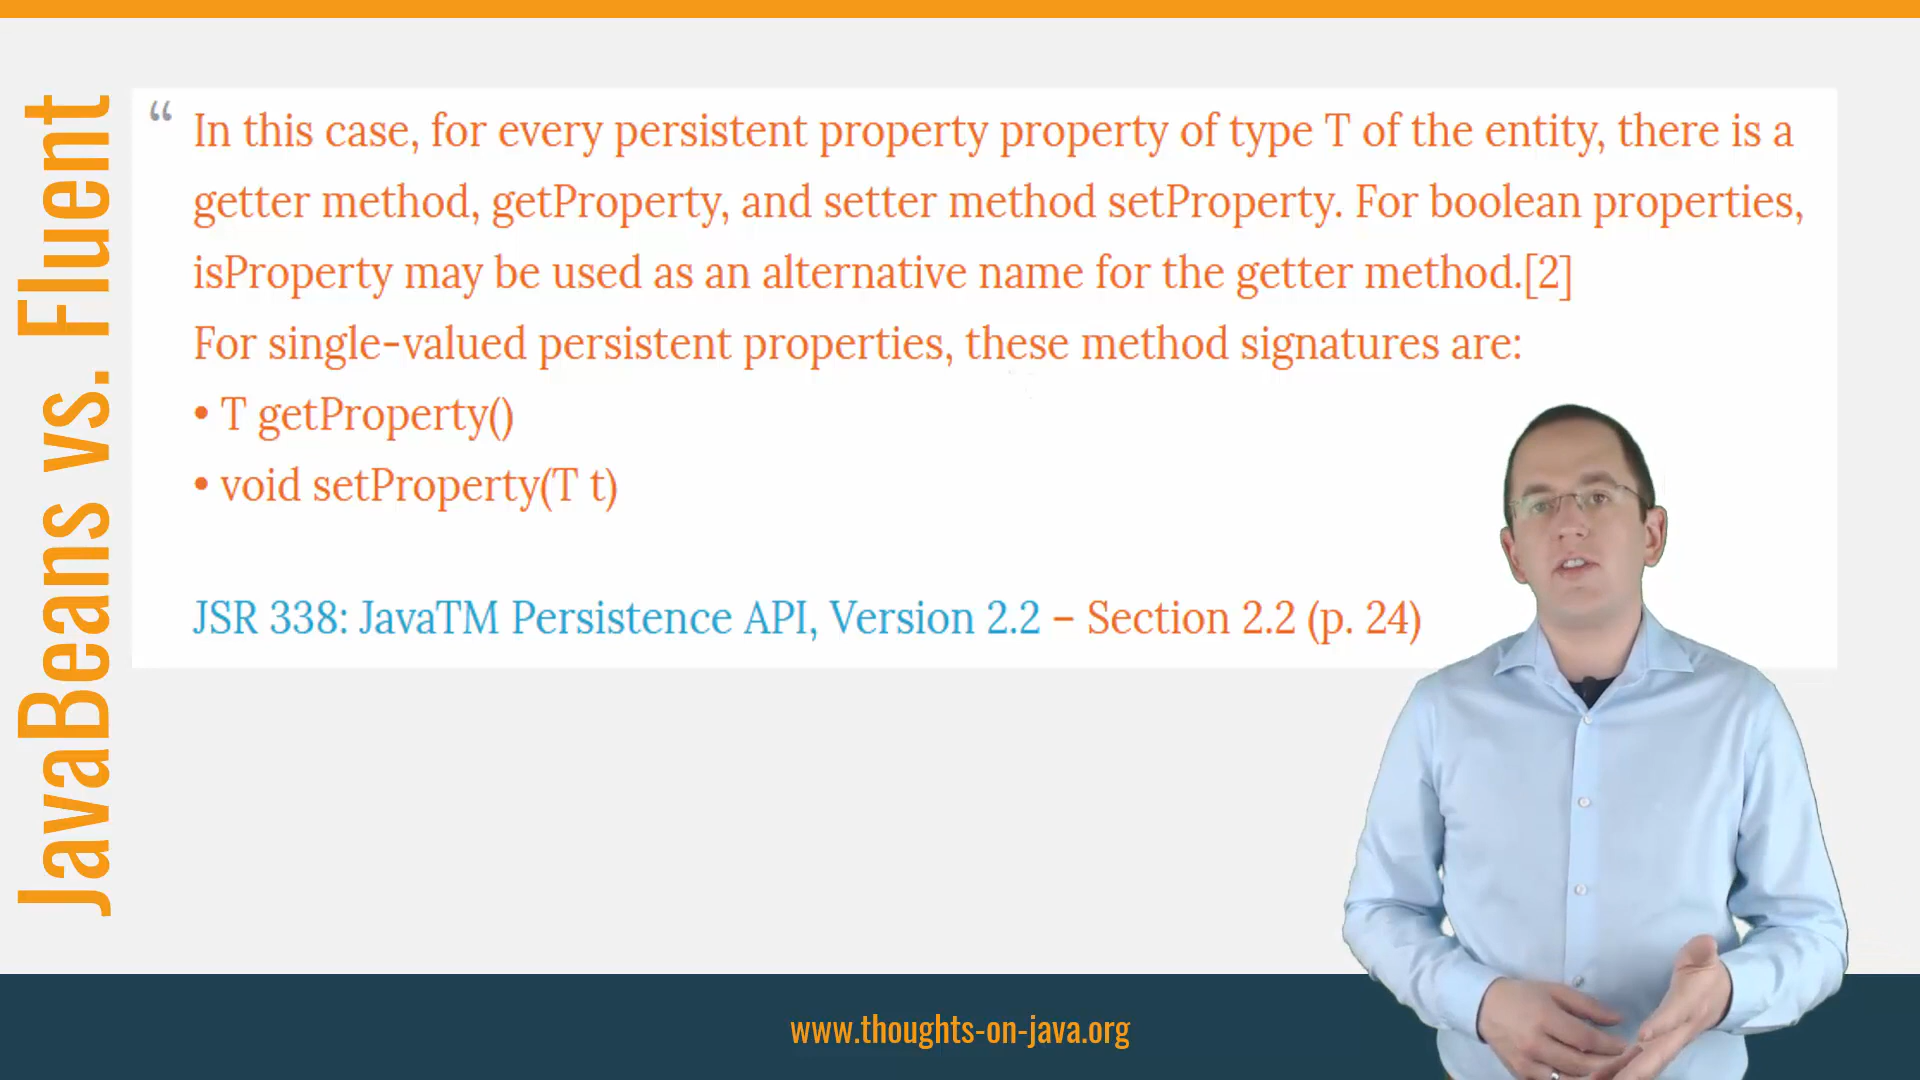 JavaBeans vs. Fluent
“ In this case, for every persistent property property of type T of the entity, there is a
getter method, getProperty, and setter method setProperty. For boolean properties,
isProperty may be used as an alternative name for the getter method.[2]
For single-valued persistent properties, these method signatures are:
• T getProperty()
• void setProperty(T t)
JSR 338: JavaTM Persistence API, Version 2.2 – Section 2.2 (p. 24)
www.thoughts-on-java.org